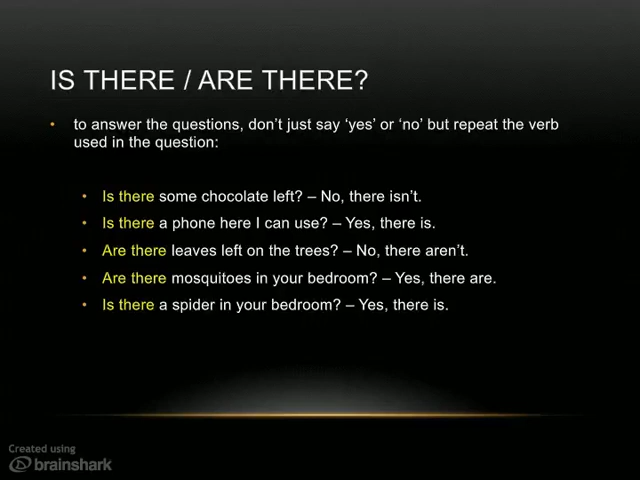 IS THERE / ARE THERE?
• to answer the questions, don't just say 'yes' or 'no' but repeat the verb
used in the question:
• Is there some chocolate left? – No, there isn't.
• Is there a phone here I can use? – Yes, there is.
• Are there leaves left on the trees? – No, there aren't.
• Are there mosquitoes in your bedroom? – Yes, there are.
• Is there a spider in your bedroom? – Yes, there is.
Created using
brainshark